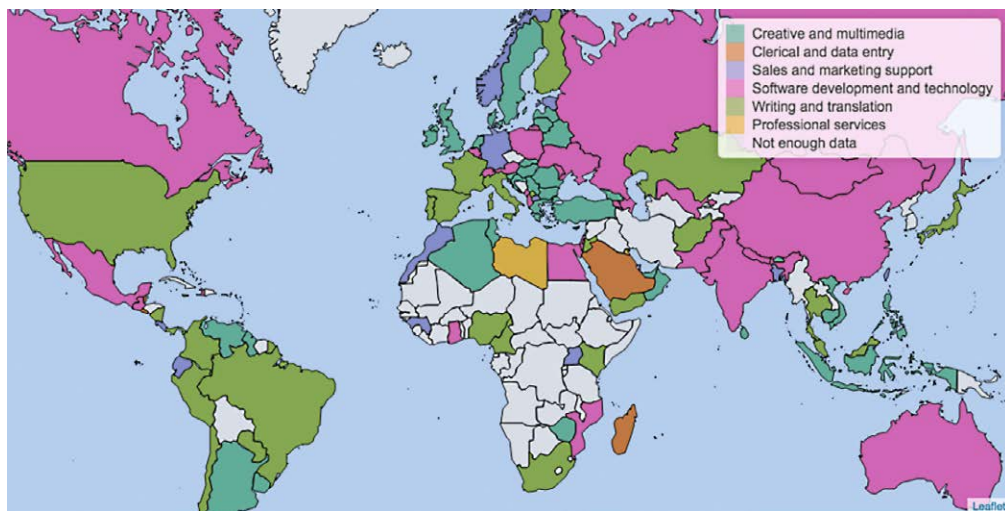 Creative and multimedia
Clerical and data entry
Sales and marketing support
Software development and technology
Writing and translation
Professional services
Not enough data
Leaflet